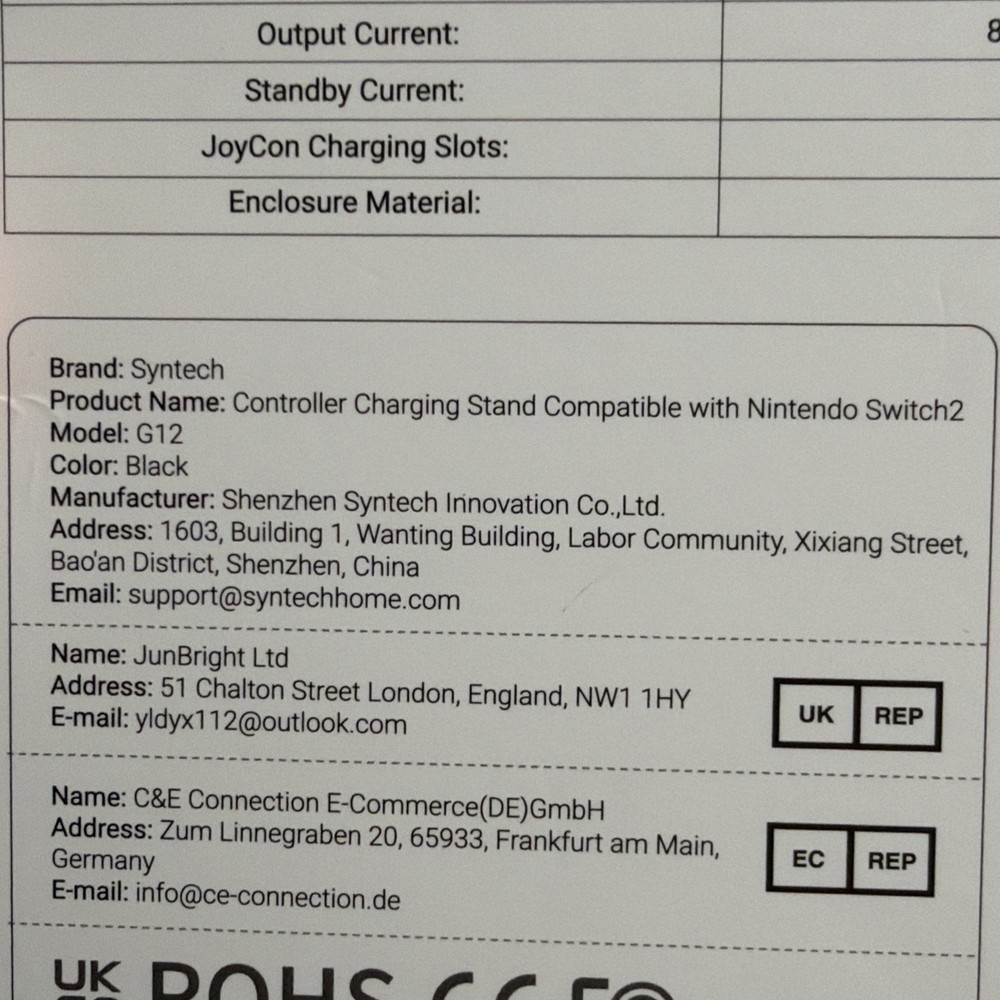 Output Current:
8
Standby Current:
JoyCon Charging Slots:
Enclosure Material:
Brand: Syntech
Product Name: Controller Charging Stand Compatible with Nintendo Switch2
Model: G12
Color: Black
Manufacturer: Shenzhen Syntech Innovation Co.,Ltd.
Address: 1603, Building 1, Wanting Building, Labor Community, Xixiang Street,
Bao'an District, Shenzhen, China
Email: support@syntechhome.com
Name: JunBright Ltd
Address: 51 Chalton Street London, England, NW1 1HY
E-mail: yldyx112@outlook.com
UK REP
Name: C&E Connection E-Commerce(DE)GmbH
Address: Zum Linnegraben 20, 65933, Frankfurt am Main,
Germany
E-mail: info@ce-connection.de
EC REP
UK ROHS CE